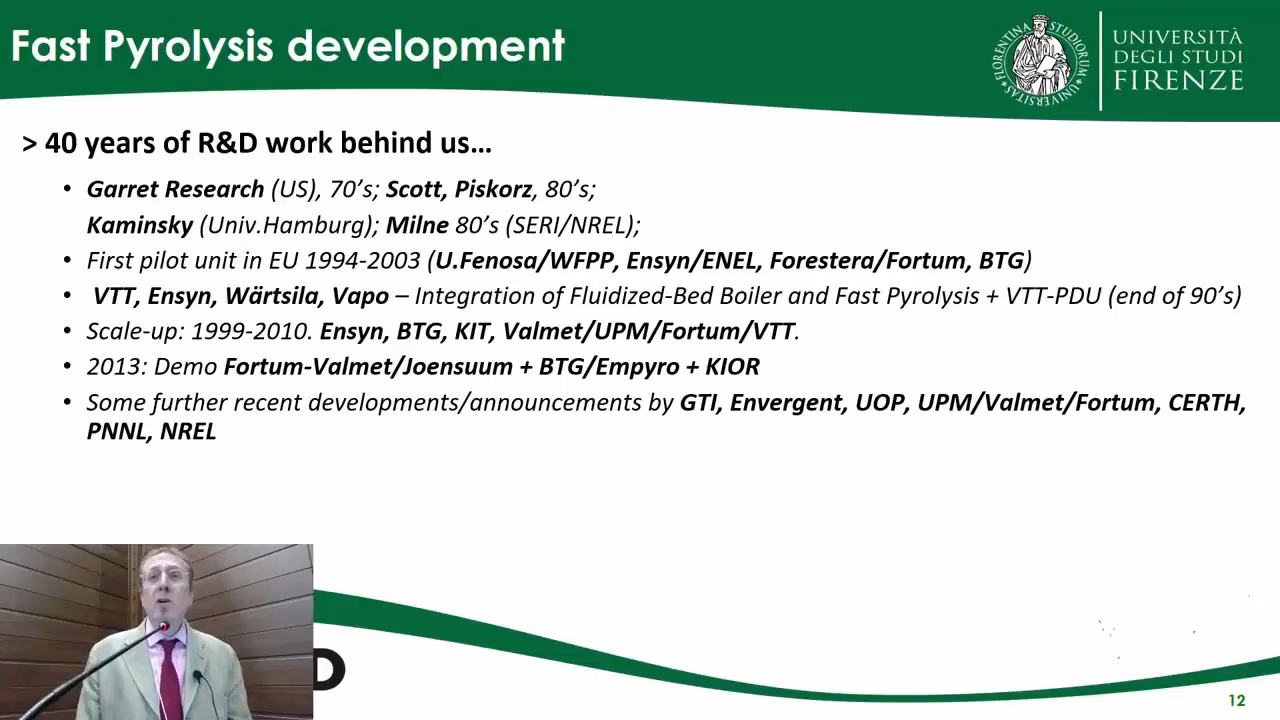 Fast Pyrolysis development
FLORENTINA STUDIORUM UNIVERSITAS
UNIVERSITÀ
DEGLI STUDI
FIRENZE
> 40 years of R&D work behind us...
• Garret Research (US), 70's; Scott, Piskorz, 80's;
Kaminsky (Univ.Hamburg); Milne 80's (SERI/NREL);
• First pilot unit in EU 1994-2003 (U.Fenosa/WFPP, Ensyn/ENEL, Forestera/Fortum, BTG)
• VTT, Ensyn, Wärtsila, Vapo – Integration of Fluidized-Bed Boiler and Fast Pyrolysis + VTT-PDU (end of 90's)
• Scale-up: 1999-2010. Ensyn, BTG, KIT, Valmet/UPM/Fortum/VTT.
• 2013: Demo Fortum-Valmet/Joensuum + BTG/Empyro + KIOR
• Some further recent developments/announcements by GTI, Envergent, UOP, UPM/Valmet/Fortum, CERTH,
PNNL, NREL
D
12